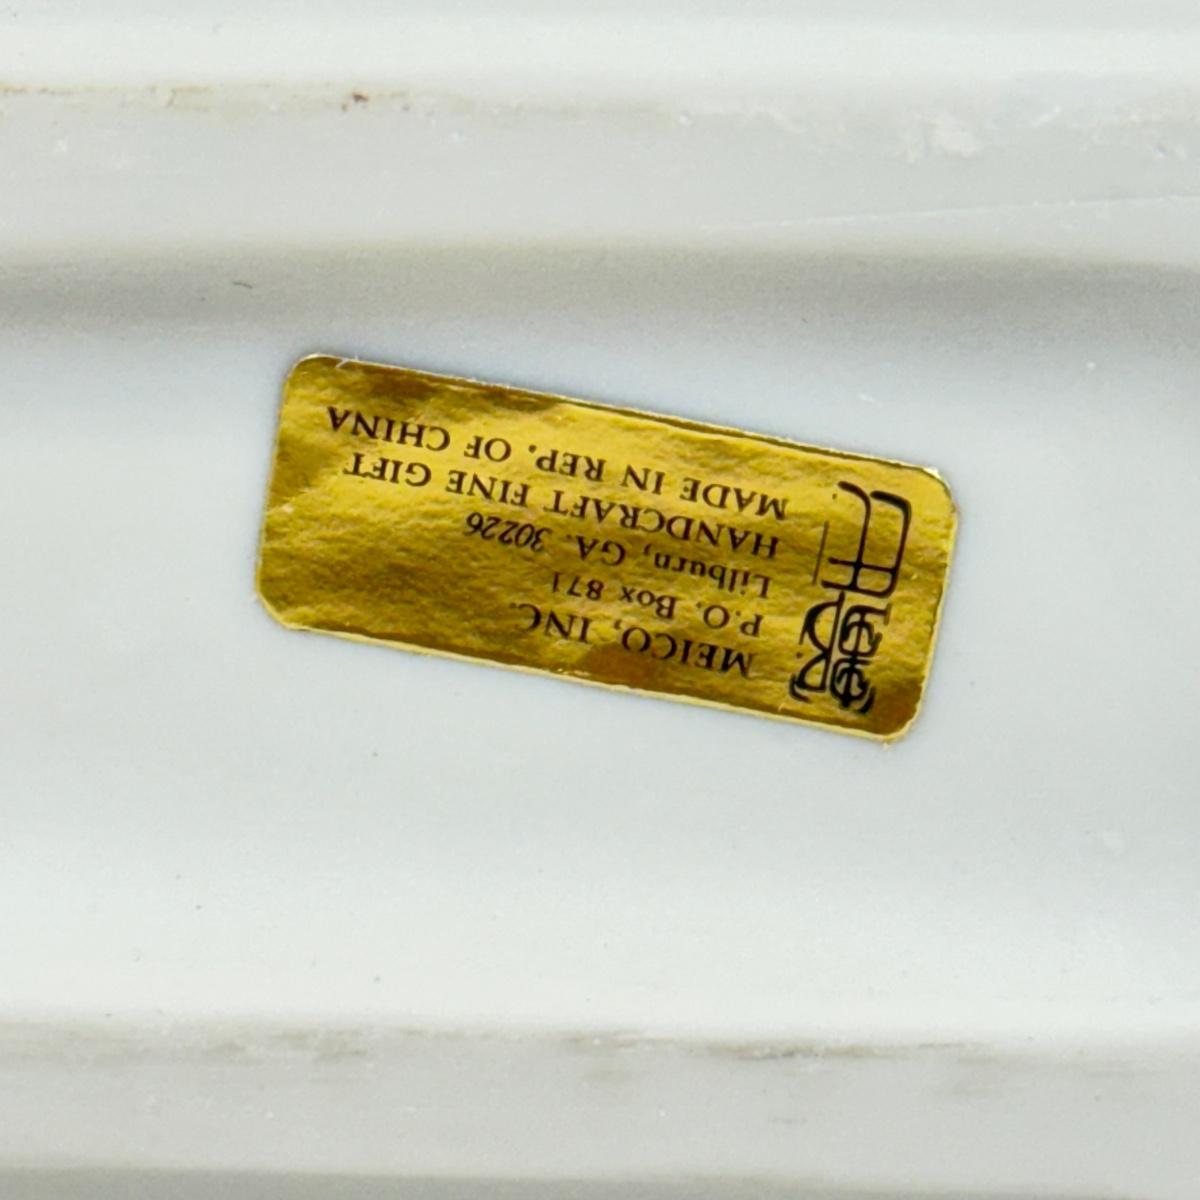 MEICO, INC.
P.O. Box 871
Lilburn, GA. 30226
HANDCRAFT FINE GIFT
MADE IN REP. OF CHINA